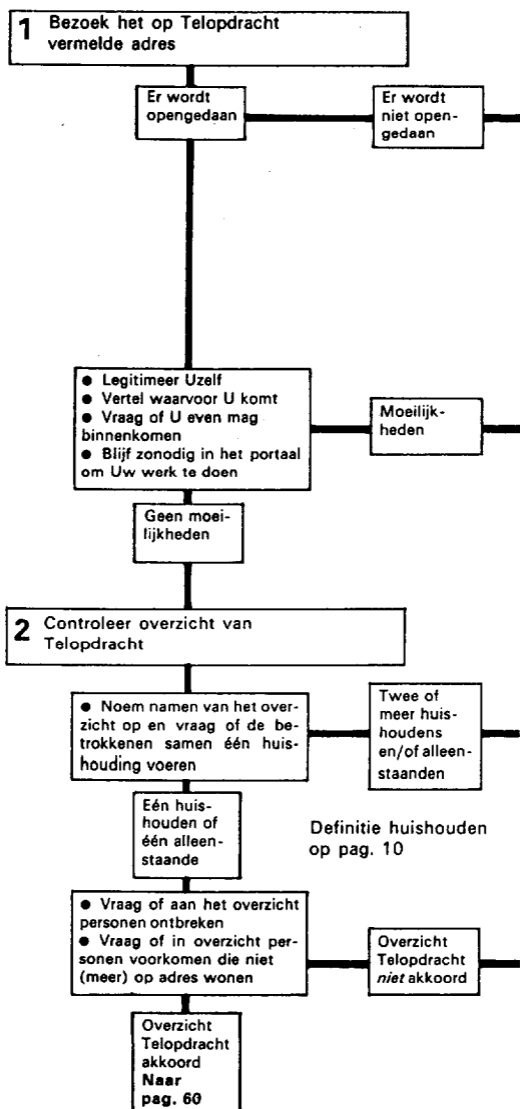 1 Bezoek het op Telopdracht
vermelde adres
Er wordt
opengedaan
Er wordt
niet open-
gedaan
● Legitimeer Uzelf
● Vertel waarvoor U komt
● Vraag of U even mag
binnenkomen
● Blijf zonodig in het portaal
om Uw werk te doen
Moeilijk-
heden
Geen moei-
lijkheden
2 Controleer overzicht van
Telopdracht
● Noem namen van het over-
zicht op en vraag of de be-
trokkenen samen één huis-
houding voeren
Twee of
meer huis-
houdens
en/of alleen-
staanden
Eén huis-
houden of
één alleen-
staande
Definitie huishouden
op pag. 10
● Vraag of aan het overzicht
personen ontbreken
● Vraag of in overzicht per-
sonen voorkomen die niet
(meer) op adres wonen
Overzicht
Telopdracht
niet akkoord
Overzicht
Telopdracht
akkoord
Naar
pag. 60